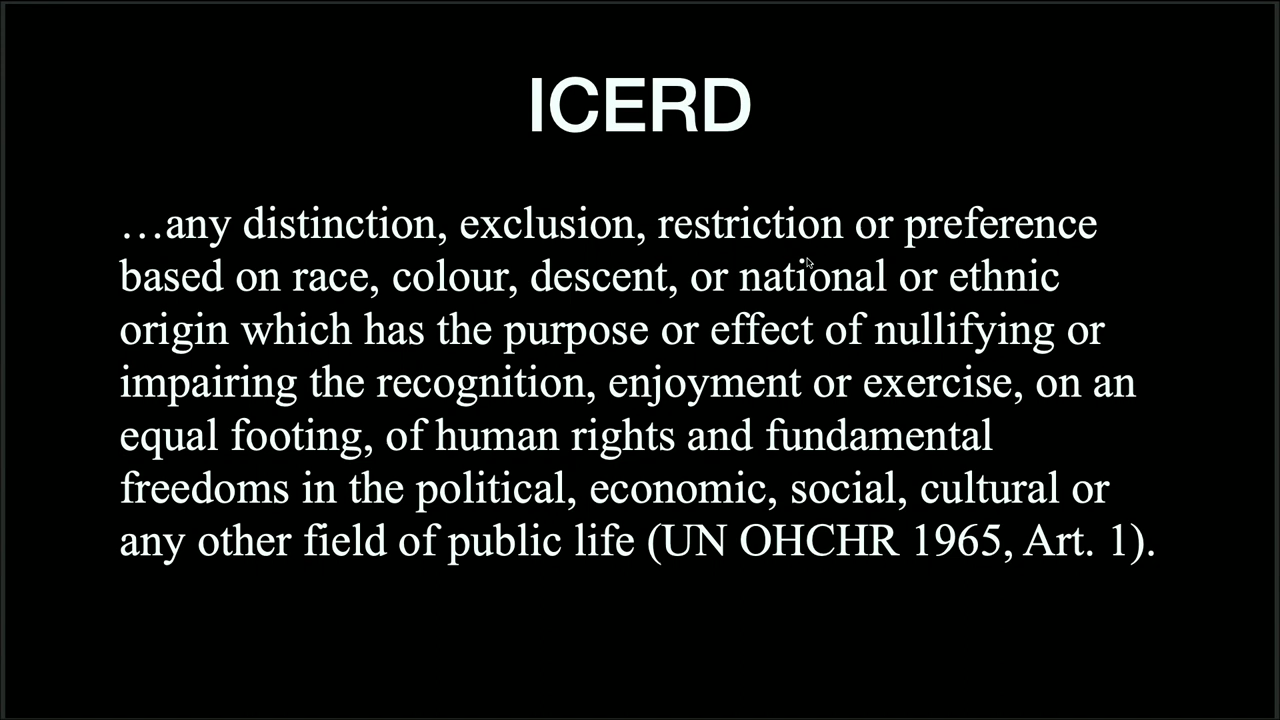 ICERD
…any distinction, exclusion, restriction or preference
based on race, colour, descent, or national or ethnic
origin which has the purpose or effect of nullifying or
impairing the recognition, enjoyment or exercise, on an
equal footing, of human rights and fundamental
freedoms in the political, economic, social, cultural or
any other field of public life (UN OHCHR 1965, Art. 1).